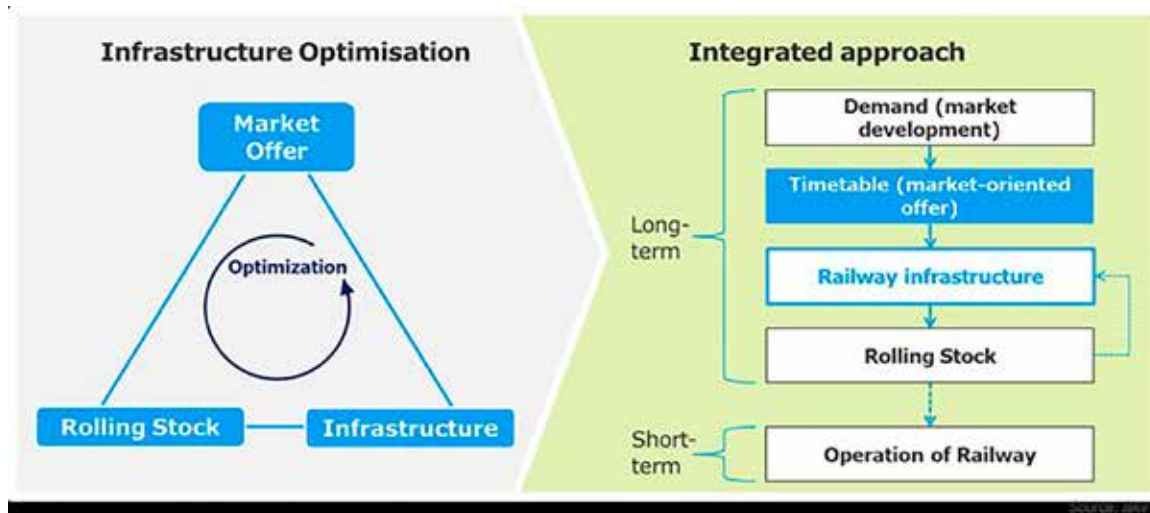 Infrastructure Optimisation
Market
Offer
Optimization
Rolling Stock
Infrastructure
Integrated approach
Demand (market
development)
Timetable (market-oriented
offer)
Long-
term
Railway infrastructure
Rolling Stock
Short-
term
Operation of Railway
Source: